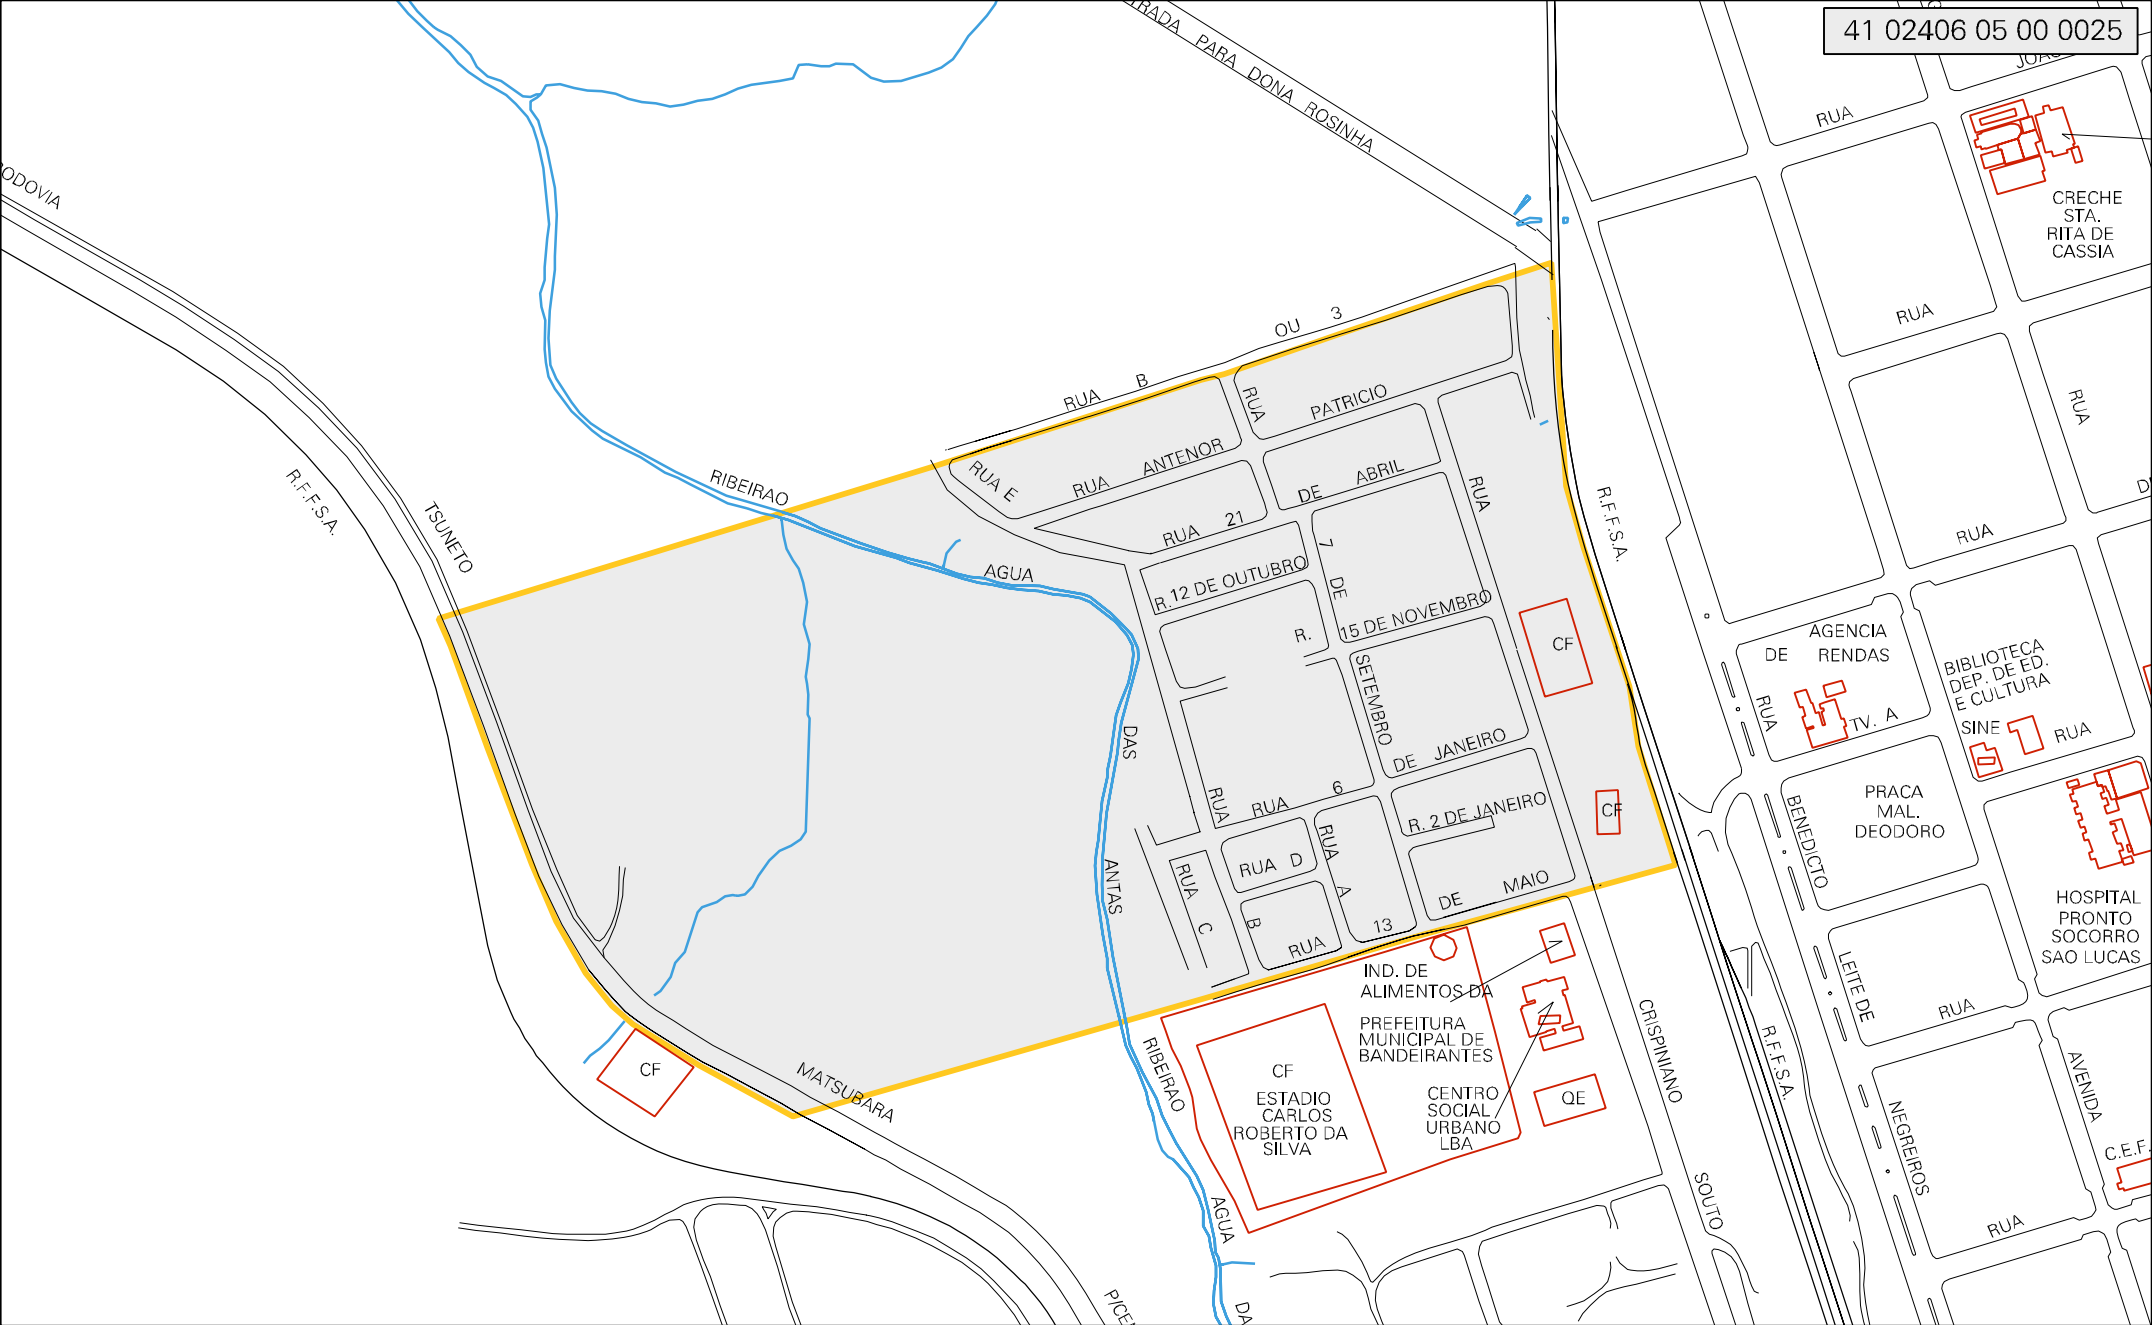 41 02406 05 00 0025
PARA DONA ROSINHA
RUA
CRECHE
STA.
RITA DE
CASSIA
RUA
R.F.F.S.A.
TSUNETO
RIBEIRAO
AGUA
DAS
ANTAS
RUA B OU 3
RUA E
RUA ANTENOR PATRICIO
RUA
RUA 21 DE ABRIL
RUA
R.F.F.S.A.
RUA
RUA
R.12 DE OUTUBRO
7 DE SETEMBRO
R. 15 DE NOVEMBRO
CF
AGENCIA
DE RENDAS
BIBLIOTECA
DEP. DE ED.
E CULTURA
SINE
RUA
TV. A
RUA
RUA
RUA 6 DE JANEIRO
R. 2 DE JANEIRO
CF
PRACA
MAL.
DEODORO
BENEDICTO
LEITE DE
NEGREIROS
RUA D
RUA A
RUA C
B
RUA 13 DE MAIO
HOSPITAL
PRONTO
SOCORRO
SAO LUCAS
RUA
IND. DE
ALIMENTOS DA
PREFEITURA
MUNICIPAL DE
BANDEIRANTES
CRISPINIANO
SOUTO
R.F.F.S.A.
AVENIDA
CF
MATSUBARA
RIBEIRAO
AGUA
CF
ESTADIO
CARLOS
ROBERTO DA
SILVA
CENTRO
SOCIAL
URBANO
LBA
QE
C.E.F.
RUA